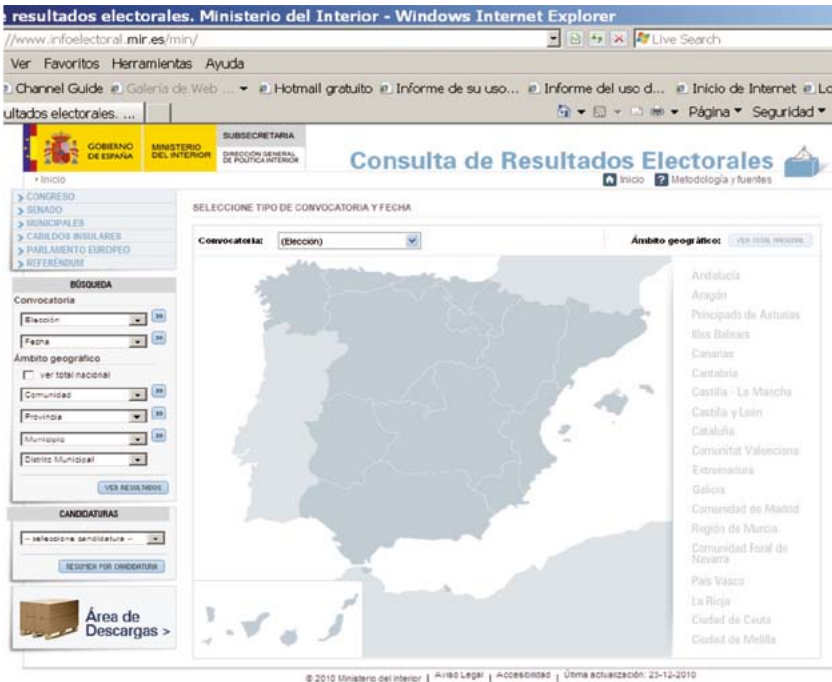 e resultados electorales. Ministerio del Interior - Windows Internet Explorer
//www.infoelectoral.mir.es/min/
Live Search
Ver Favoritos Herramientas Ayuda
Channel Guide Galería de Web ... Hotmail gratuito Informe de su uso... Informe del uso d... Inicio de Internet Lo
ultados electorales. ...
Página Seguridad
GOBIERNO DE ESPAÑA
MINISTERIO DEL INTERIOR
SUBSECRETARIA
DIRECCIÓN GENERAL DE POLÍTICA INTERIOR
Consulta de Resultados Electorales
Inicio
Inicio
Metodología y fuentes
CONGRESO
SENADO
MUNICIPALES
CABILDOS INSULARES
PARLAMENTO EUROPEO
REFERÉNDUM
BÚSQUEDA
Convocatoria
Elección
Fecha
Ámbito geográfico
ver total nacional
Comunidad
Provincia
Municipio
Distrito Municipal
VER RESULTADOS
CANDIDATURAS
-- seleccione candidatura --
RESUMEN POR CANDIDATURA
Área de
Descargas >
SELECCIONE TIPO DE CONVOCATORIA Y FECHA
Convocatoria: (Elección)
Ámbito geográfico: VER TOTAL NACIONAL
Andalucía
Aragón
Principado de Asturias
Illes Balears
Canarias
Cantabria
Castilla - La Mancha
Castilla y León
Cataluña
Comunitat Valenciana
Extremadura
Galicia
Comunidad de Madrid
Región de Murcia
Comunidad Foral de
Navarra
País Vasco
La Rioja
Ciudad de Ceuta
Ciudad de Melilla
© 2010 Ministerio del Interior | Aviso Legal | Accesibilidad | Última actualización: 23-12-2010